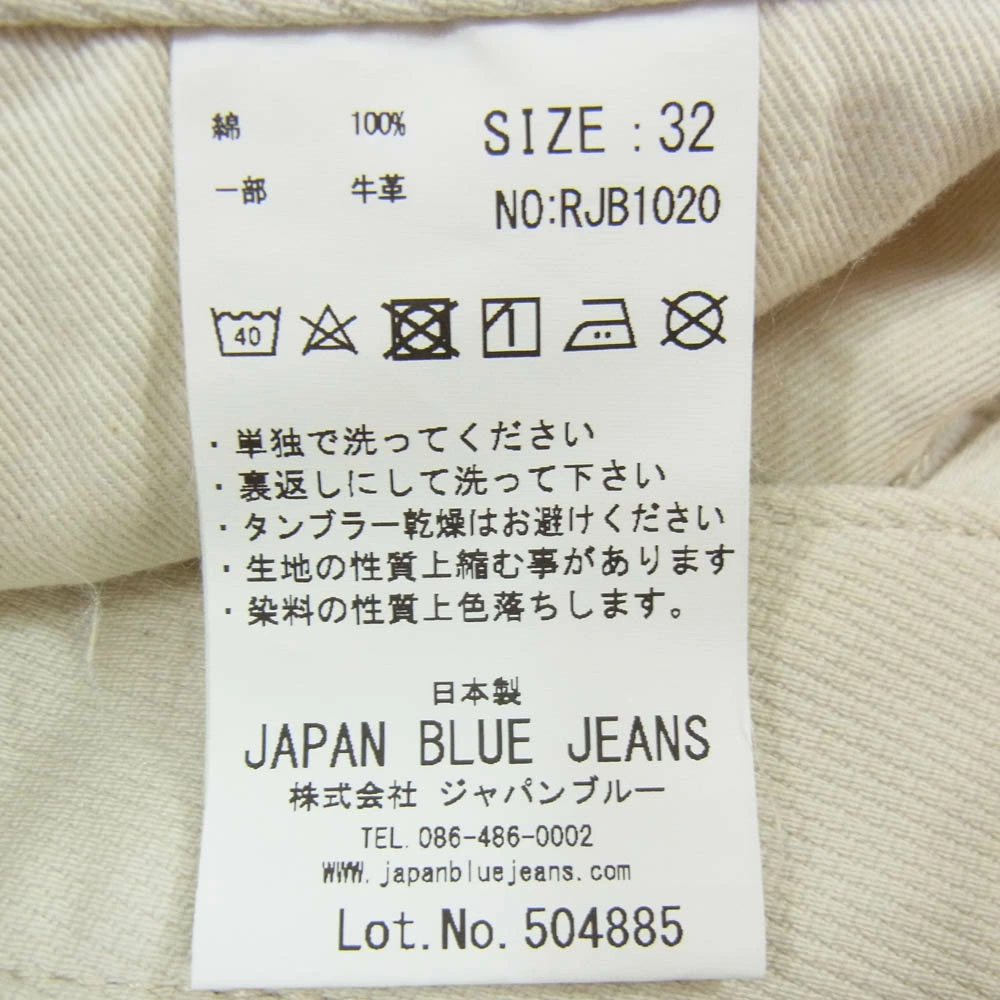 綿 100% SIZE : 32
一部 牛革 NO:RJB1020
40
・単独で洗ってください
・裏返しにして洗って下さい
・タンブラー乾燥はお避けください
・生地の性質上縮む事があります
・染料の性質上色落ちします。
日本製
JAPAN BLUE JEANS
株式会社 ジャパンブルー
TEL. 086-486-0002
WWW. japanbluejeans. com
Lot. No. 504885